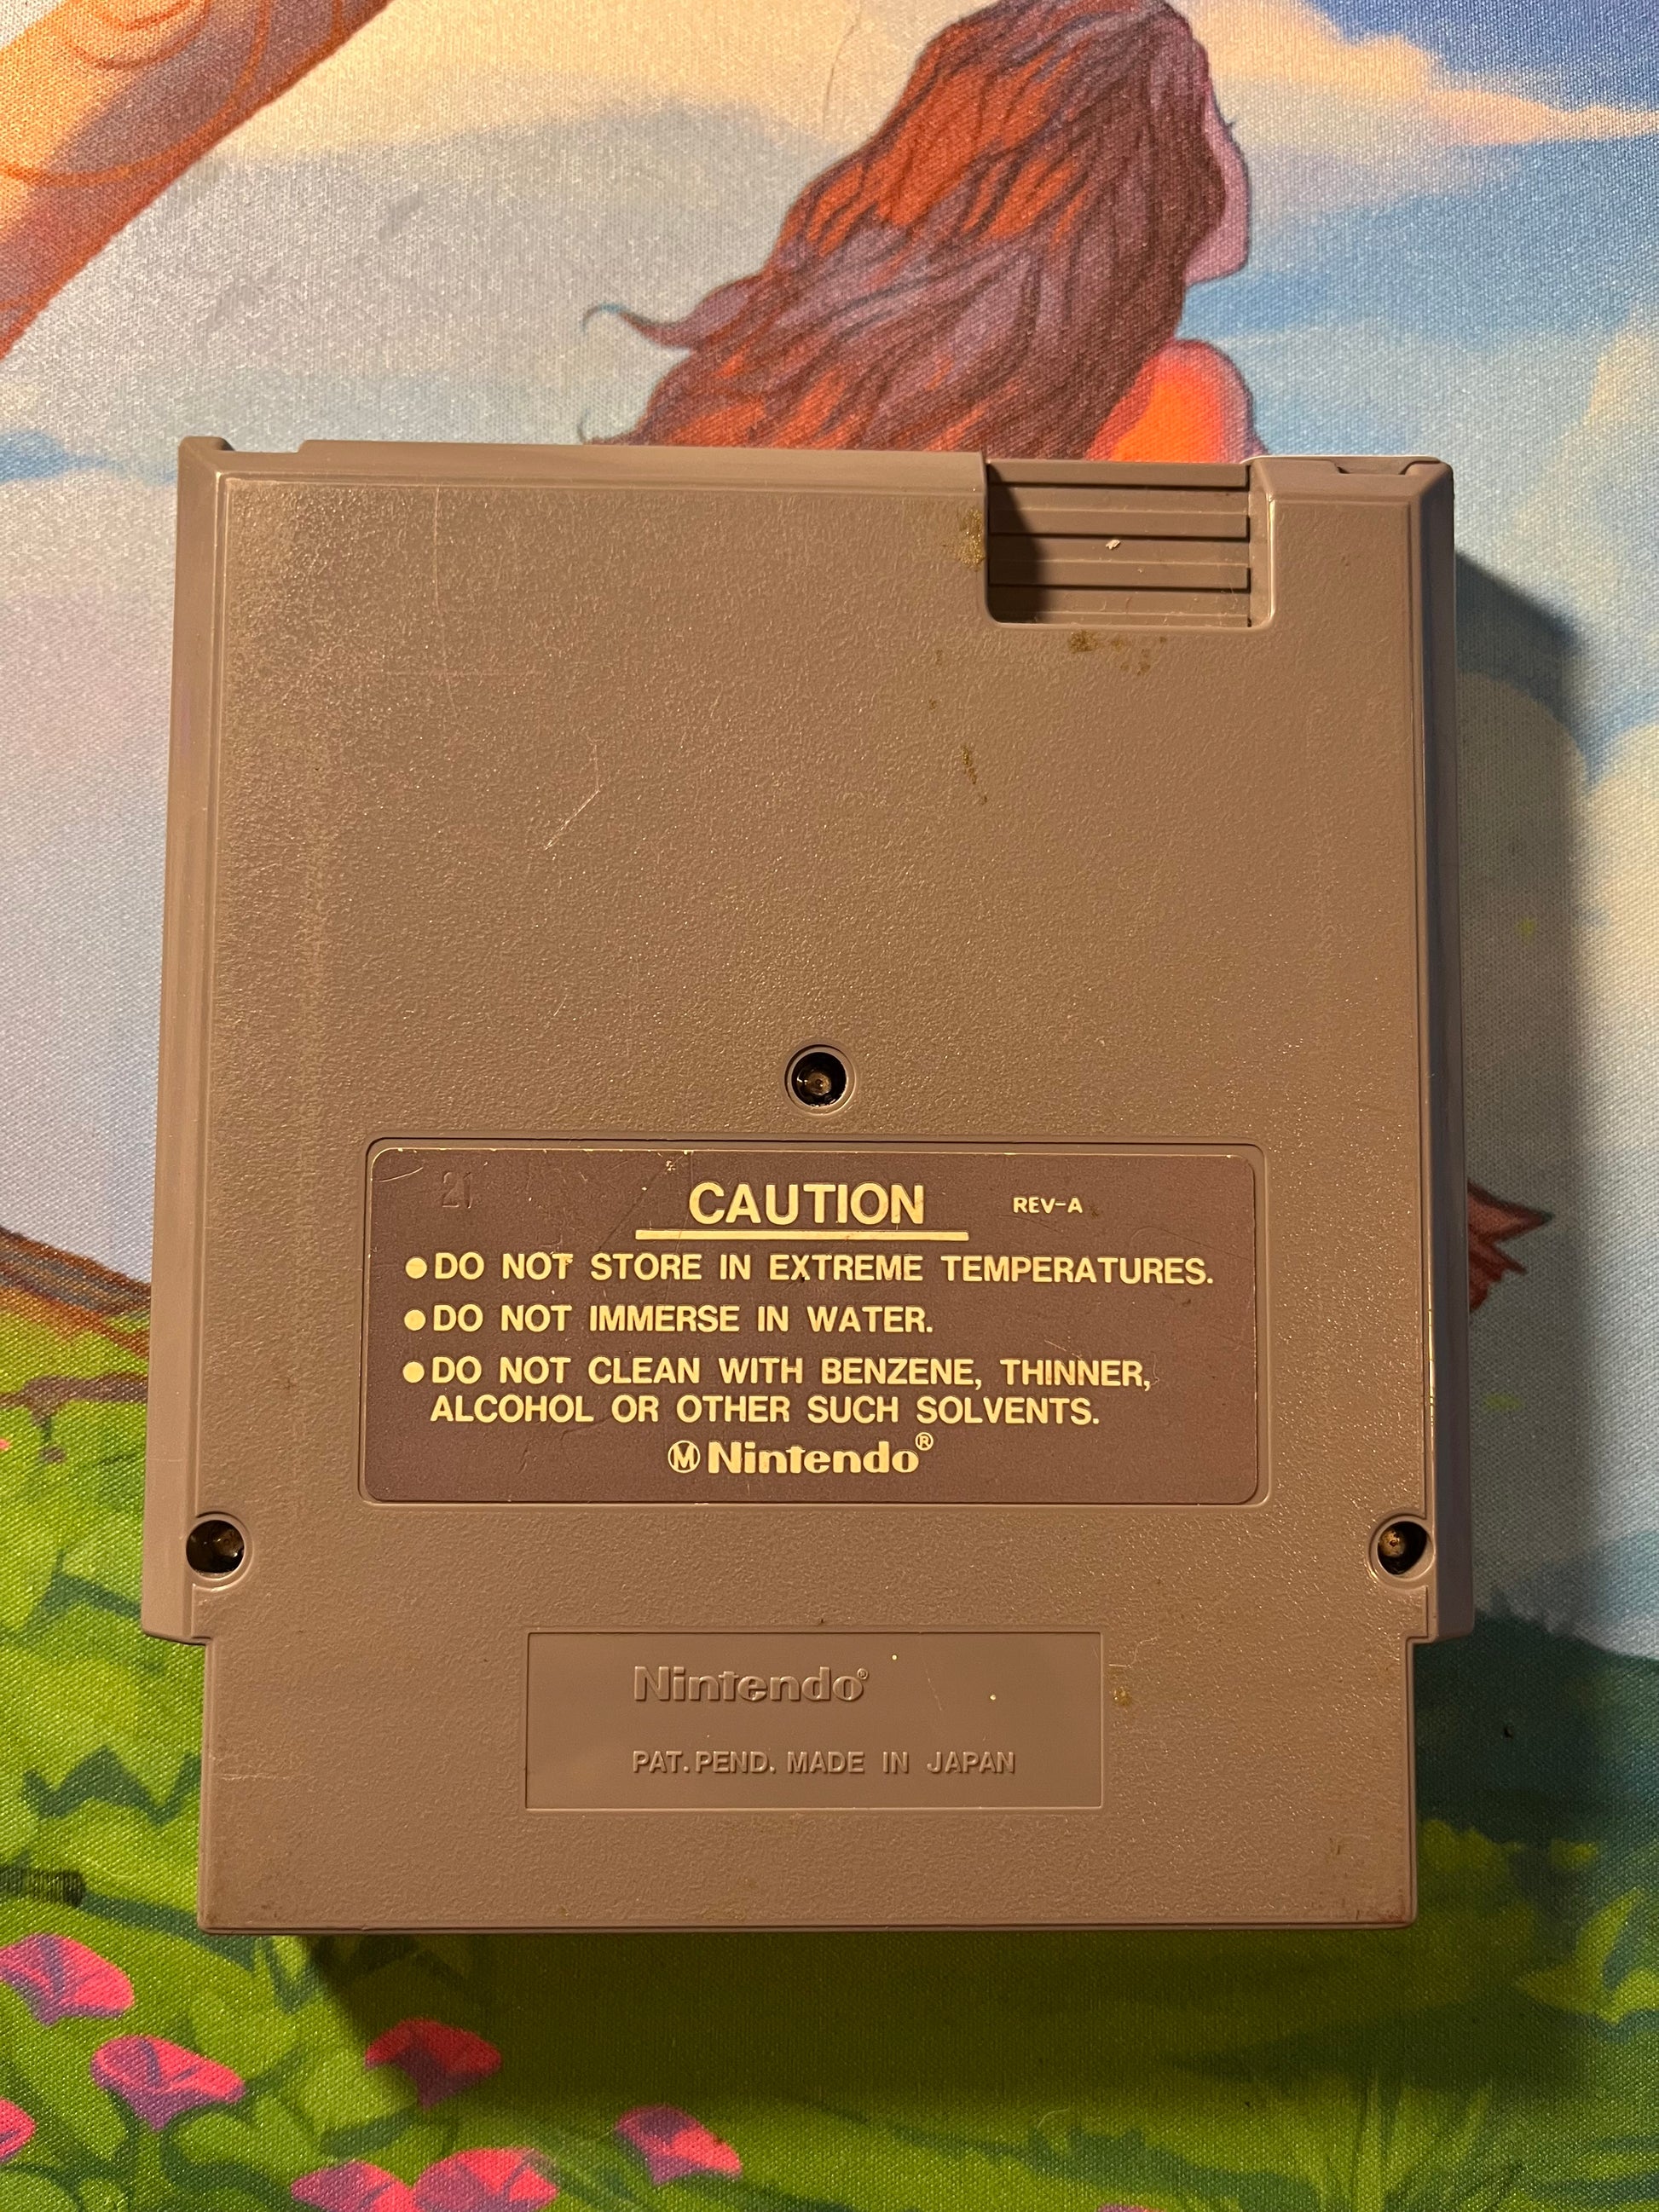 21
CAUTION REV-A
●DO NOT STORE IN EXTREME TEMPERATURES.
●DO NOT IMMERSE IN WATER.
●DO NOT CLEAN WITH BENZENE, THINNER,
ALCOHOL OR OTHER SUCH SOLVENTS.
Ⓜ Nintendo®
Nintendo®
PAT. PEND. MADE IN JAPAN